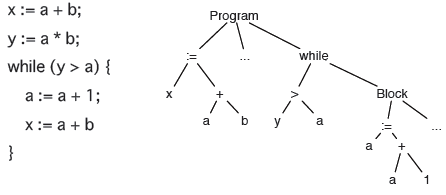 x := a + b;
y := a * b;
while (y > a) {
a := a + 1;
x := a + b
}
Program
:= ... while
x + > Block
a b y a := ...
a +
a 1